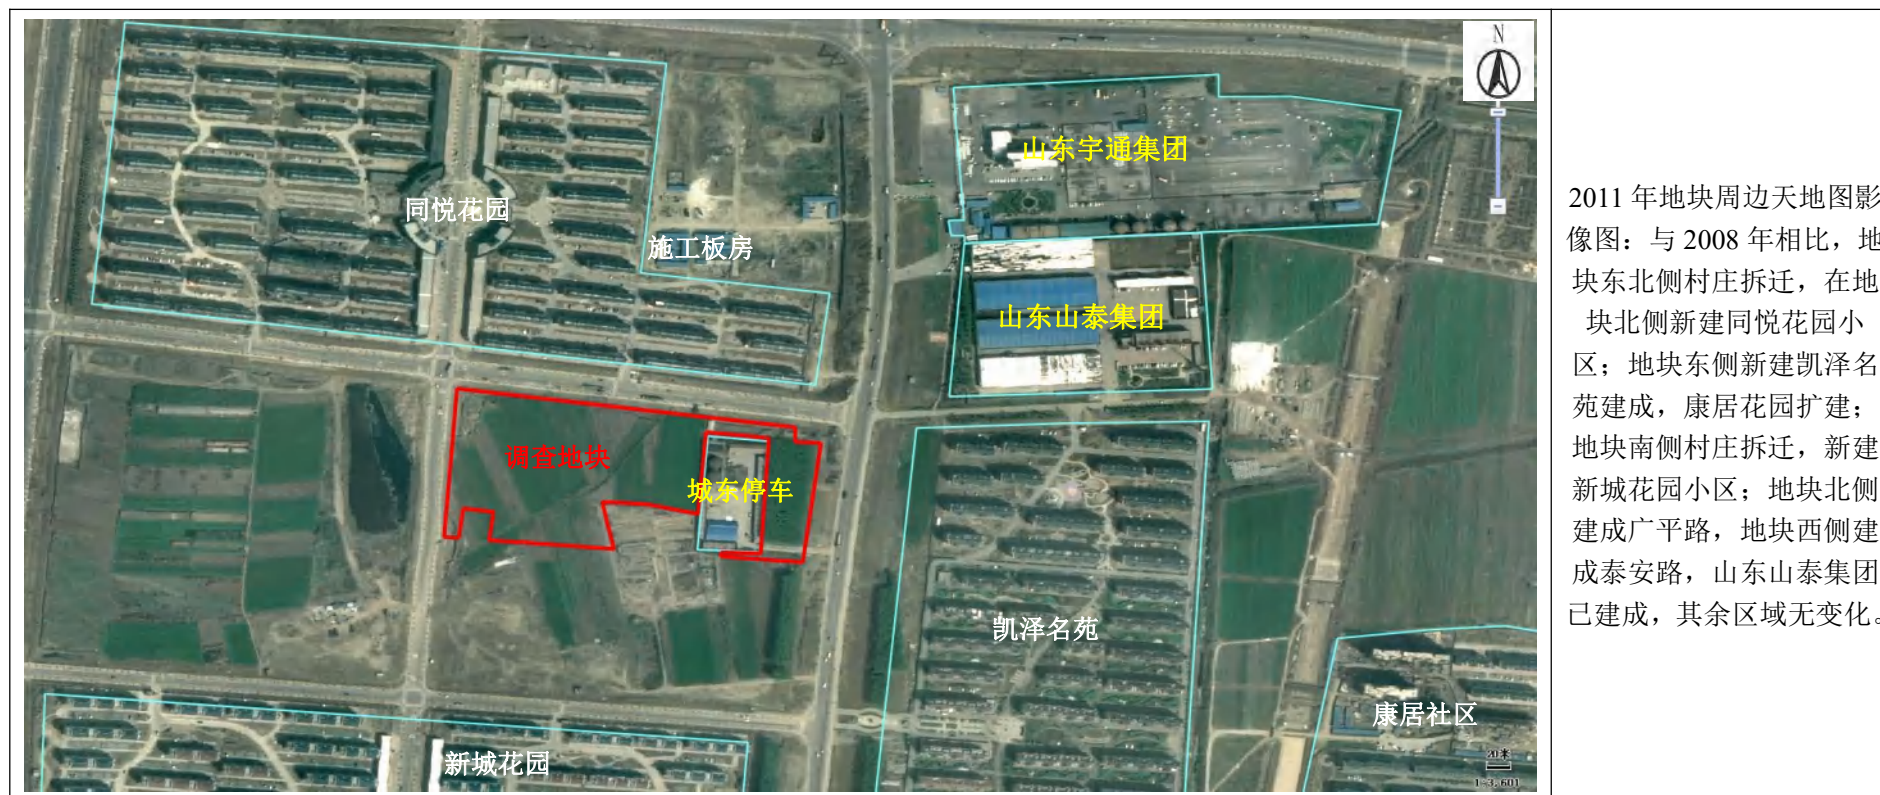 N
山东宇通集团
同悦花园
施工板房
山东山泰集团
调查地块
城东停车
凯泽名苑
康居社区
新城花园
20米
1:3,601
2011 年地块周边天地图影
像图：与 2008 年相比，地
块东北侧村庄拆迁，在地
块北侧新建同悦花园小
区；地块东侧新建凯泽名
苑建成，康居花园扩建；
地块南侧村庄拆迁，新建
新城花园小区；地块北侧
建成广平路，地块西侧建
成泰安路，山东山泰集团
已建成，其余区域无变化。